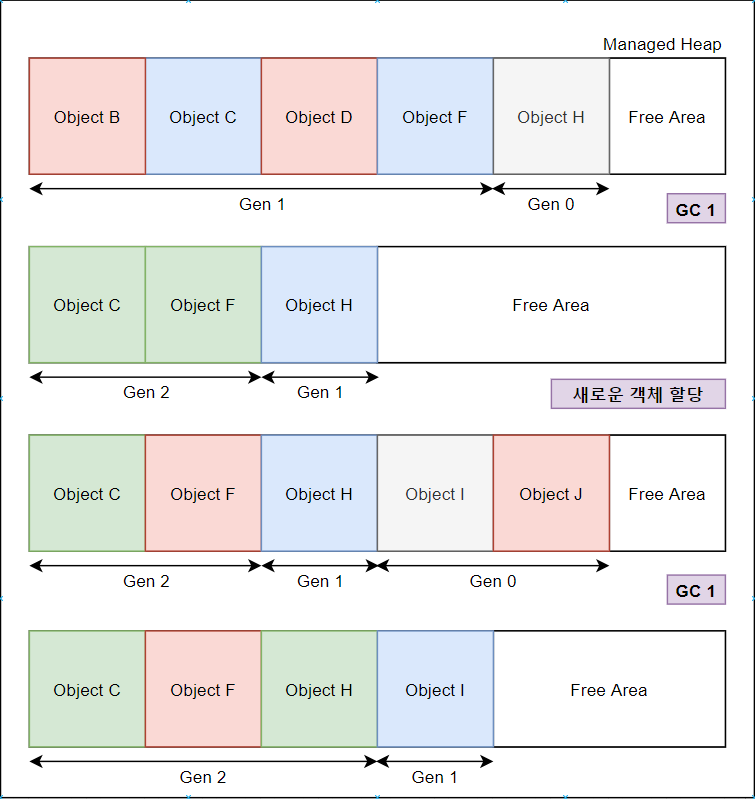 Managed Heap
Object B
Object C
Object D
Object F
Object H
Free Area
Gen 1
Gen 0
GC 1
Object C
Object F
Object H
Free Area
Gen 2
Gen 1
새로운 객체 할당
Object C
Object F
Object H
Object I
Object J
Free Area
Gen 2
Gen 1
Gen 0
GC 1
Object C
Object F
Object H
Object I
Free Area
Gen 2
Gen 1